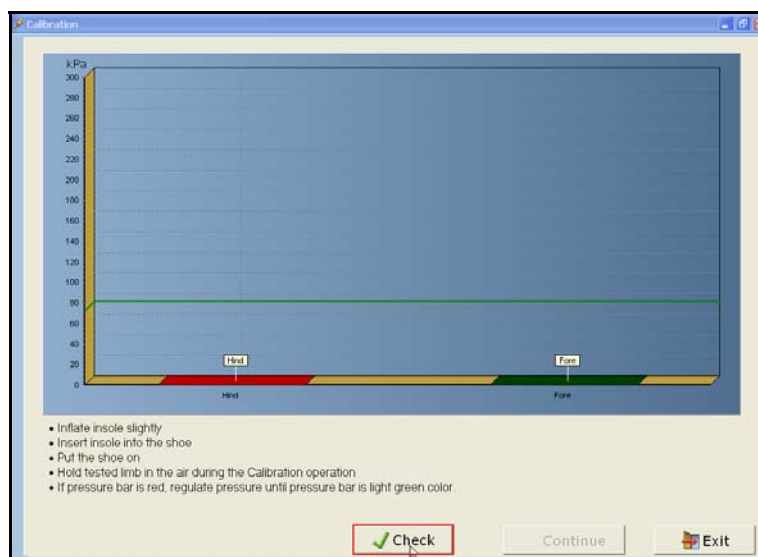 Calibration
kPa
300
280
260
240
220
200
180
160
140
120
100
80
60
40
20
0
Hind
Fore
Hind
Fore
• Inflate insole slightly
• Insert insole into the shoe
• Put the shoe on
• Hold tested limb in the air during the Calibration operation
• If pressure bar is red, regulate pressure until pressure bar is light green color.
Check
Continue
Exit